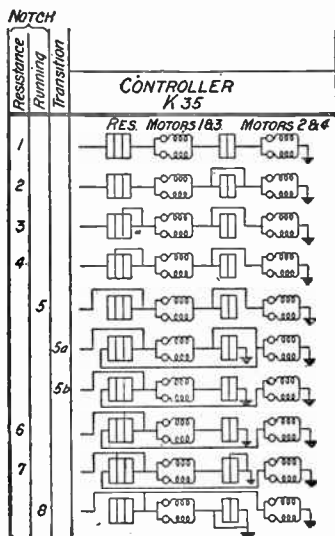 NOTCH
Resistance
Running
Transition
CONTROLLER
K 35
RES. MOTORS 1&3. MOTORS 2&4
1
2
3
4
5
5a
5b
6
7
8